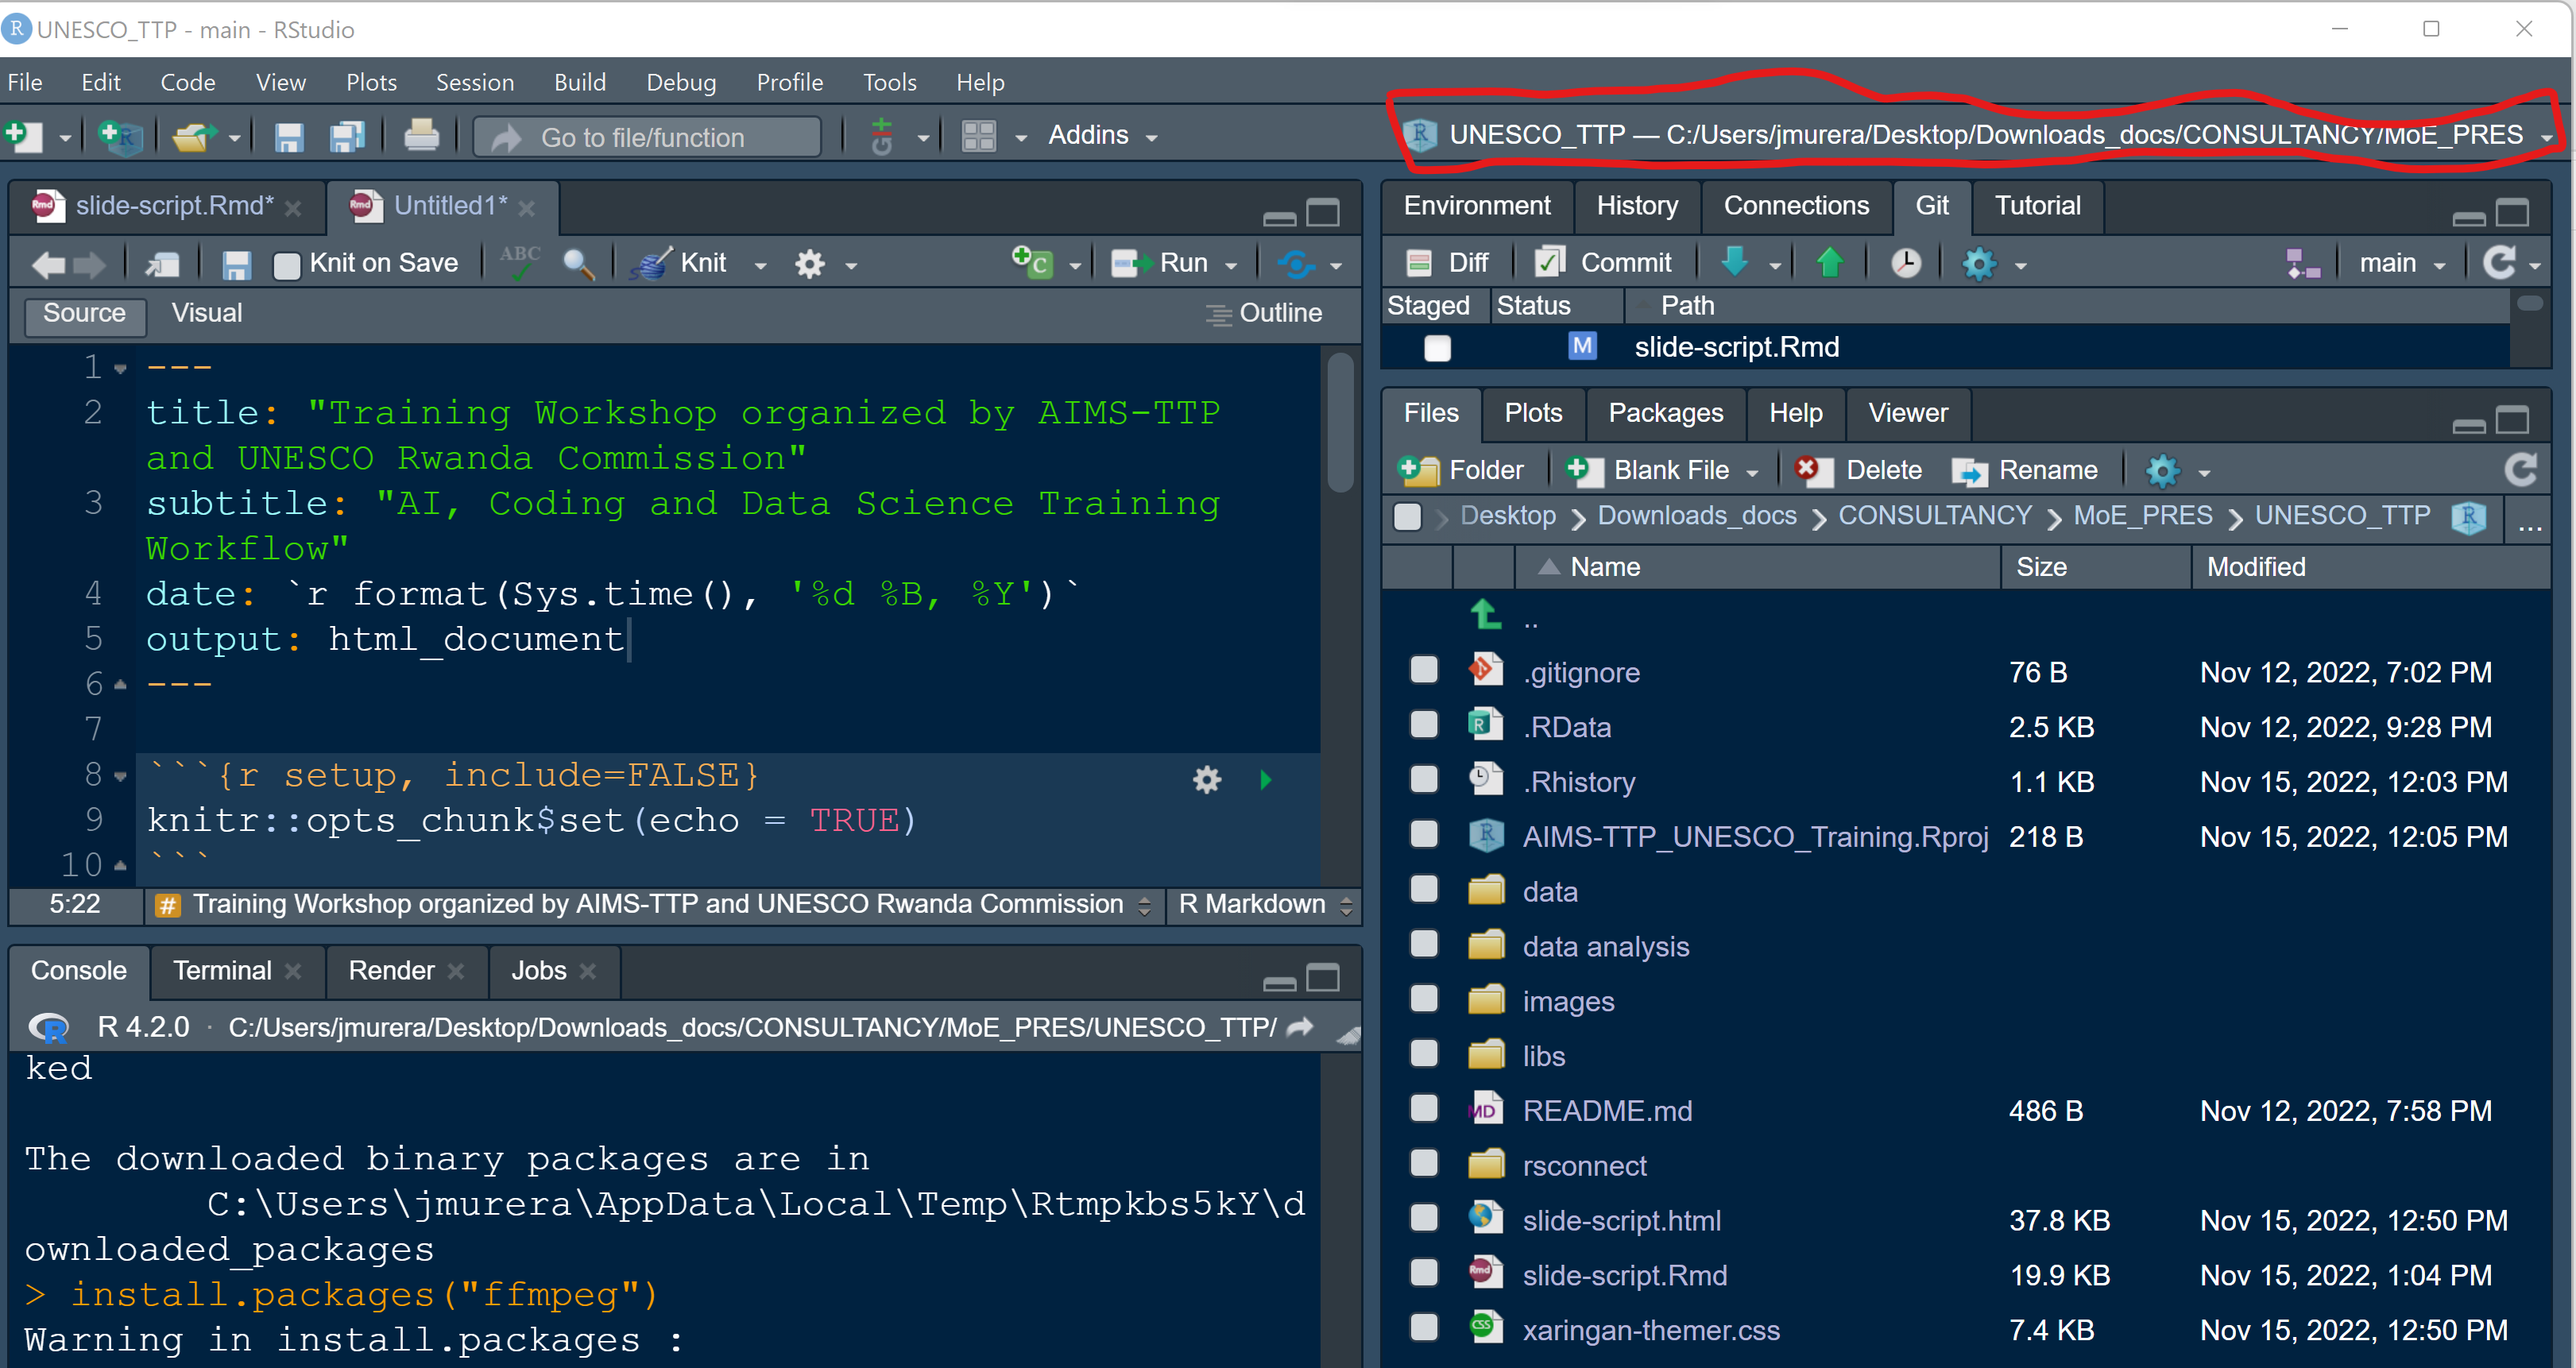 UNESCO_TTP - main - RStudio
File Edit Code View Plots Session Build Debug Profile Tools Help
Go to file/function Addins
UNESCO_TTP — C:/Users/jmurera/Desktop/Downloads_docs/CONSULTANCY/MoE_PRES
slide-script.Rmd* Untitled1*
Knit on Save ABC Knit Run
Source Visual Outline
1 ---
2 title: "Training Workshop organized by AIMS-TTP
and UNESCO Rwanda Commission"
3 subtitle: "AI, Coding and Data Science Training
Workflow"
4 date: `r format(Sys.time(), '%d %B, %Y')`
5 output: html_document
6 ---
7
8 ```{r setup, include=FALSE}
9 knitr::opts_chunk$set(echo = TRUE)
10 ```
5:22 # Training Workshop organized by AIMS-TTP and UNESCO Rwanda Commission R Markdown
Console Terminal Render Jobs
R 4.2.0 · C:/Users/jmurera/Desktop/Downloads_docs/CONSULTANCY/MoE_PRES/UNESCO_TTP/
ked
The downloaded binary packages are in
C:\Users\jmurera\AppData\Local\Temp\Rtmpkbs5kY\d
ownloaded_packages
> install.packages("ffmpeg")
Warning in install.packages :
Environment History Connections Git Tutorial
Diff Commit main
Staged Status Path
M slide-script.Rmd
Files Plots Packages Help Viewer
Folder Blank File Delete Rename
Desktop Downloads_docs CONSULTANCY MoE_PRES UNESCO_TTP ...
Name Size Modified
..
.gitignore 76 B Nov 12, 2022, 7:02 PM
.RData 2.5 KB Nov 12, 2022, 9:28 PM
.Rhistory 1.1 KB Nov 15, 2022, 12:03 PM
AIMS-TTP_UNESCO_Training.Rproj 218 B Nov 15, 2022, 12:05 PM
data
data analysis
images
libs
README.md 486 B Nov 12, 2022, 7:58 PM
rsconnect
slide-script.html 37.8 KB Nov 15, 2022, 12:50 PM
slide-script.Rmd 19.9 KB Nov 15, 2022, 1:04 PM
xaringan-themer.css 7.4 KB Nov 15, 2022, 12:50 PM